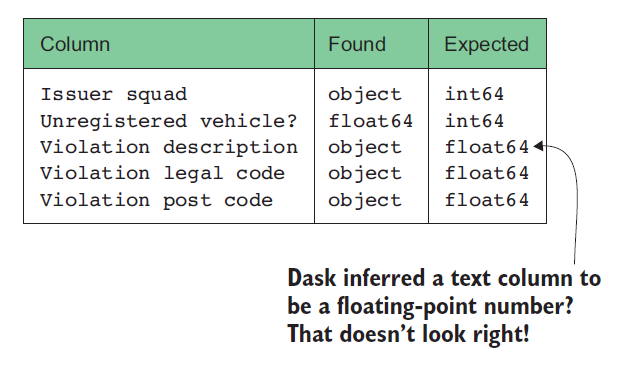 Column Found Expected
Issuer squad object int64
Unregistered vehicle? float64 int64
Violation description object float64
Violation legal code object float64
Violation post code object float64
Dask inferred a text column to
be a floating-point number?
That doesn’t look right!